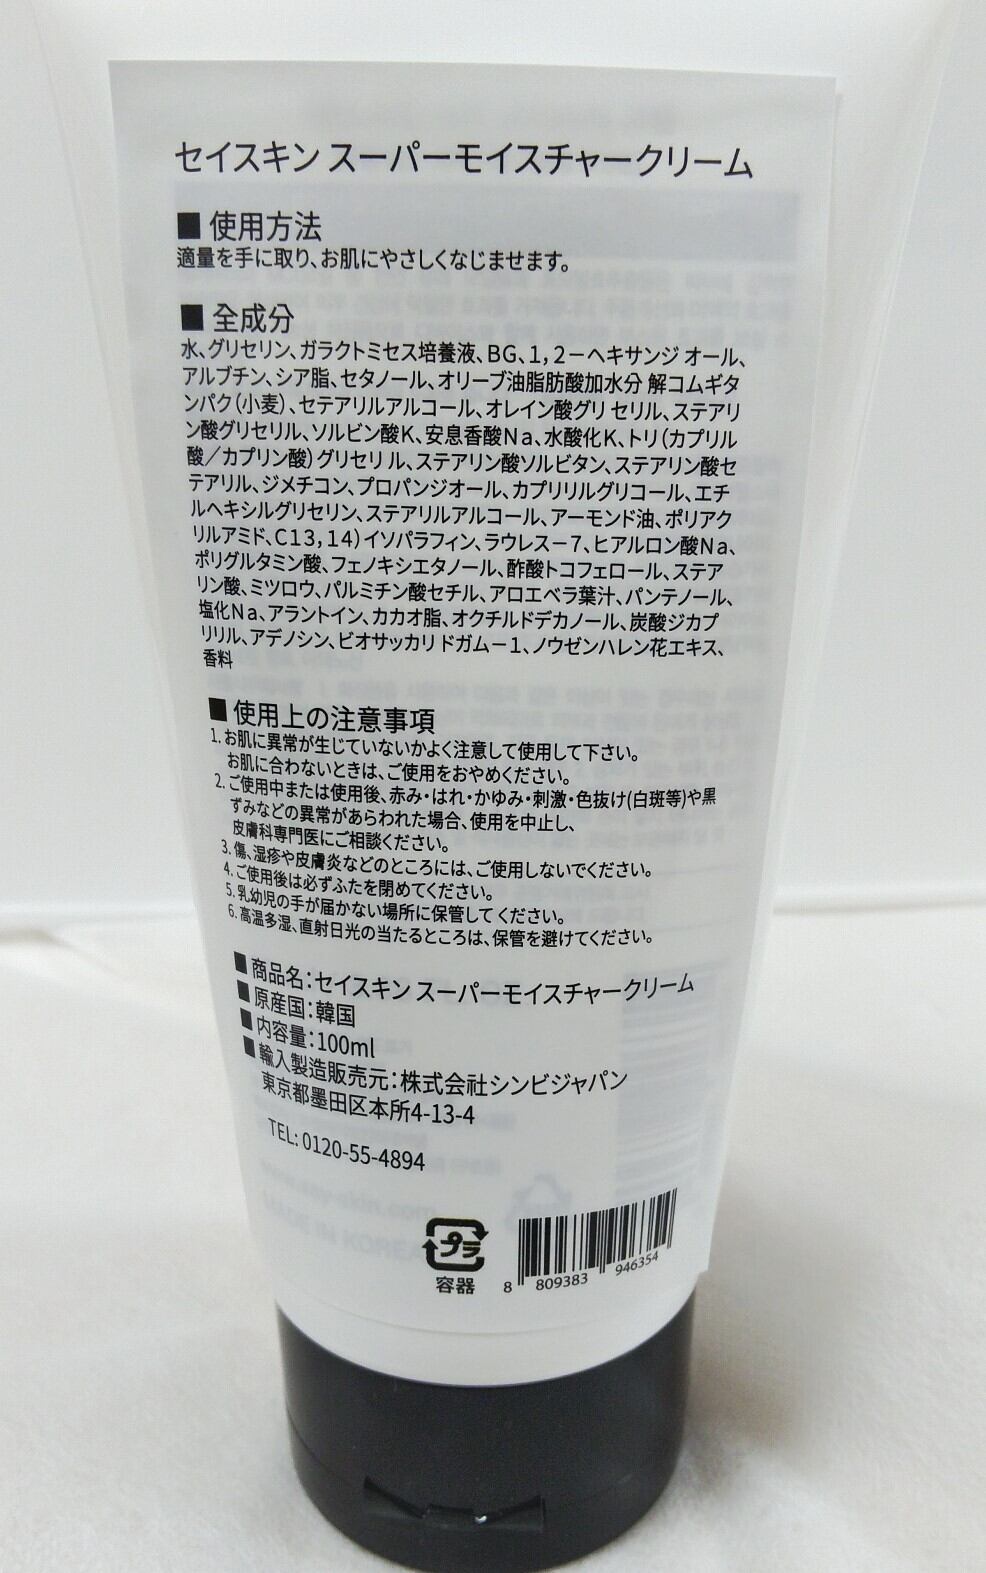 セイスキン スーパーモイスチャークリーム
■ 使用方法
適量を手に取り、お肌にやさしくなじませます。
■ 全成分
水、グリセリン、ガラクトミセス培養液、BG、1,2－ヘキサンジ オール、
アルブチン、シア脂、セタノール、オリーブ油脂肪酸加水分 解コムギタ
ンパク（小麦）、セテアリルアルコール、オレイン酸グリ セリル、ステアリ
ン酸グリセリル、ソルビン酸K、安息香酸Na、水酸化K、トリ（カプリル
酸／カプリン酸）グリセリ ル、ステアリン酸ソルビタン、ステアリン酸セ
テアリル、ジメチコン、プロパンジオール、カプリリルグリコール、エチ
ルヘキシルグリセリン、ステアリルアルコール、アーモンド油、ポリアク
リルアミド、C13,14）イソパラフィン、ラウレス－7、ヒアルロン酸Na、
ポリグルタミン酸、フェノキシエタノール、酢酸トコフェロール、ステア
リン酸、ミツロウ、パルミチン酸セチル、アロエベラ葉汁、パンテノール、
塩化Na、アラントイン、カカオ脂、オクチルドデカノール、炭酸ジカプ
リリル、アデノシン、ビオサッカリ ドガム－1、ノウゼンハレン花エキス、
香料
■ 使用上の注意事項
1. お肌に異常が生じていないかよく注意して使用して下さい。
お肌に合わないときは、ご使用をおやめください。
2. ご使用中または使用後、赤み・はれ・かゆみ・刺激・色抜け(白斑等)や黒
ずみなどの異常があらわれた場合、使用を中止し、
皮膚科専門医にご相談ください。
3. 傷、湿疹や皮膚炎などのところには、ご使用しないでください。
4. ご使用後は必ずふたを閉めてください。
5. 乳幼児の手が届かない場所に保管してください。
6. 高温多湿、直射日光の当たるところは、保管を避けてください。
■ 商品名：セイスキン スーパーモイスチャークリーム
■ 原産国：韓国
■ 内容量：100ml
■ 輸入製造販売元：株式会社シンビジャパン
東京都墨田区本所4-13-4
TEL: 0120-55-4894
www.say-skin.com
MADE IN KOREA
プラ
容器
8 809383 946354